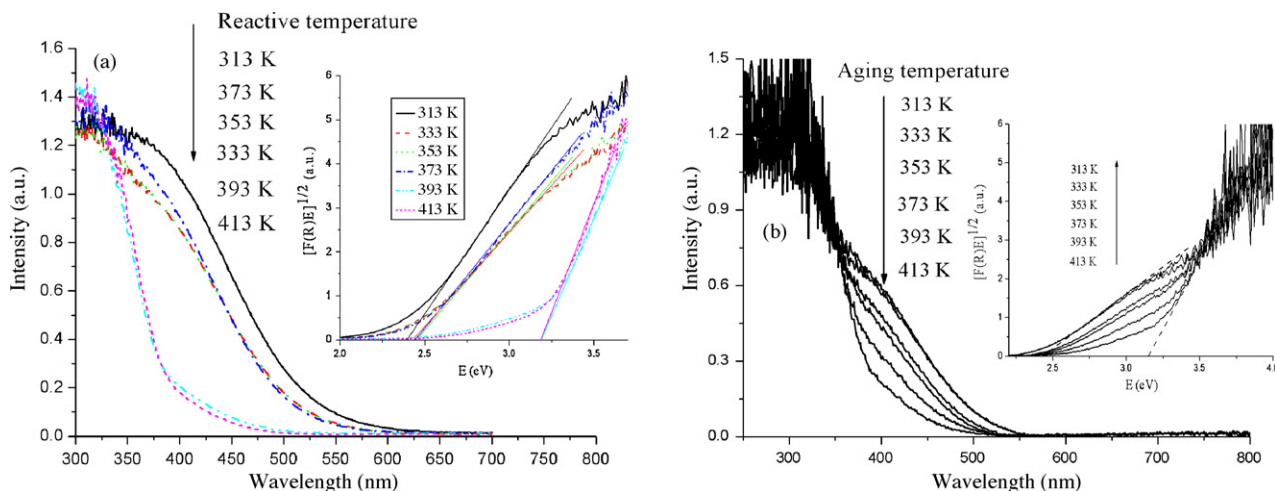 Reactive temperature
(a)
313 K
373 K
353 K
333 K
393 K
413 K
1.6
1.4
1.2
1.0
0.8
0.6
0.4
0.2
0.0
Intensity (a.u.)
300 350 400 450 500 550 600 650 700 750 800
Wavelength (nm)
313 K
333 K
353 K
373 K
393 K
413 K
6
5
4
3
2
1
0
[F(R)E]^1/2 (a.u.)
2.0 2.5 3.0 3.5
E (eV)
Aging temperature
313 K
333 K
353 K
373 K
393 K
413 K
(b)
1.5
1.2
0.9
0.6
0.3
0.0
Intensity (a.u.)
300 400 500 600 700 800
Wavelength (nm)
313 K
333 K
353 K
373 K
393 K
413 K
6
5
4
3
2
1
0
[F(R)E]^1/2 (a.u.)
2.5 3.0 3.5 4.0
E (eV)